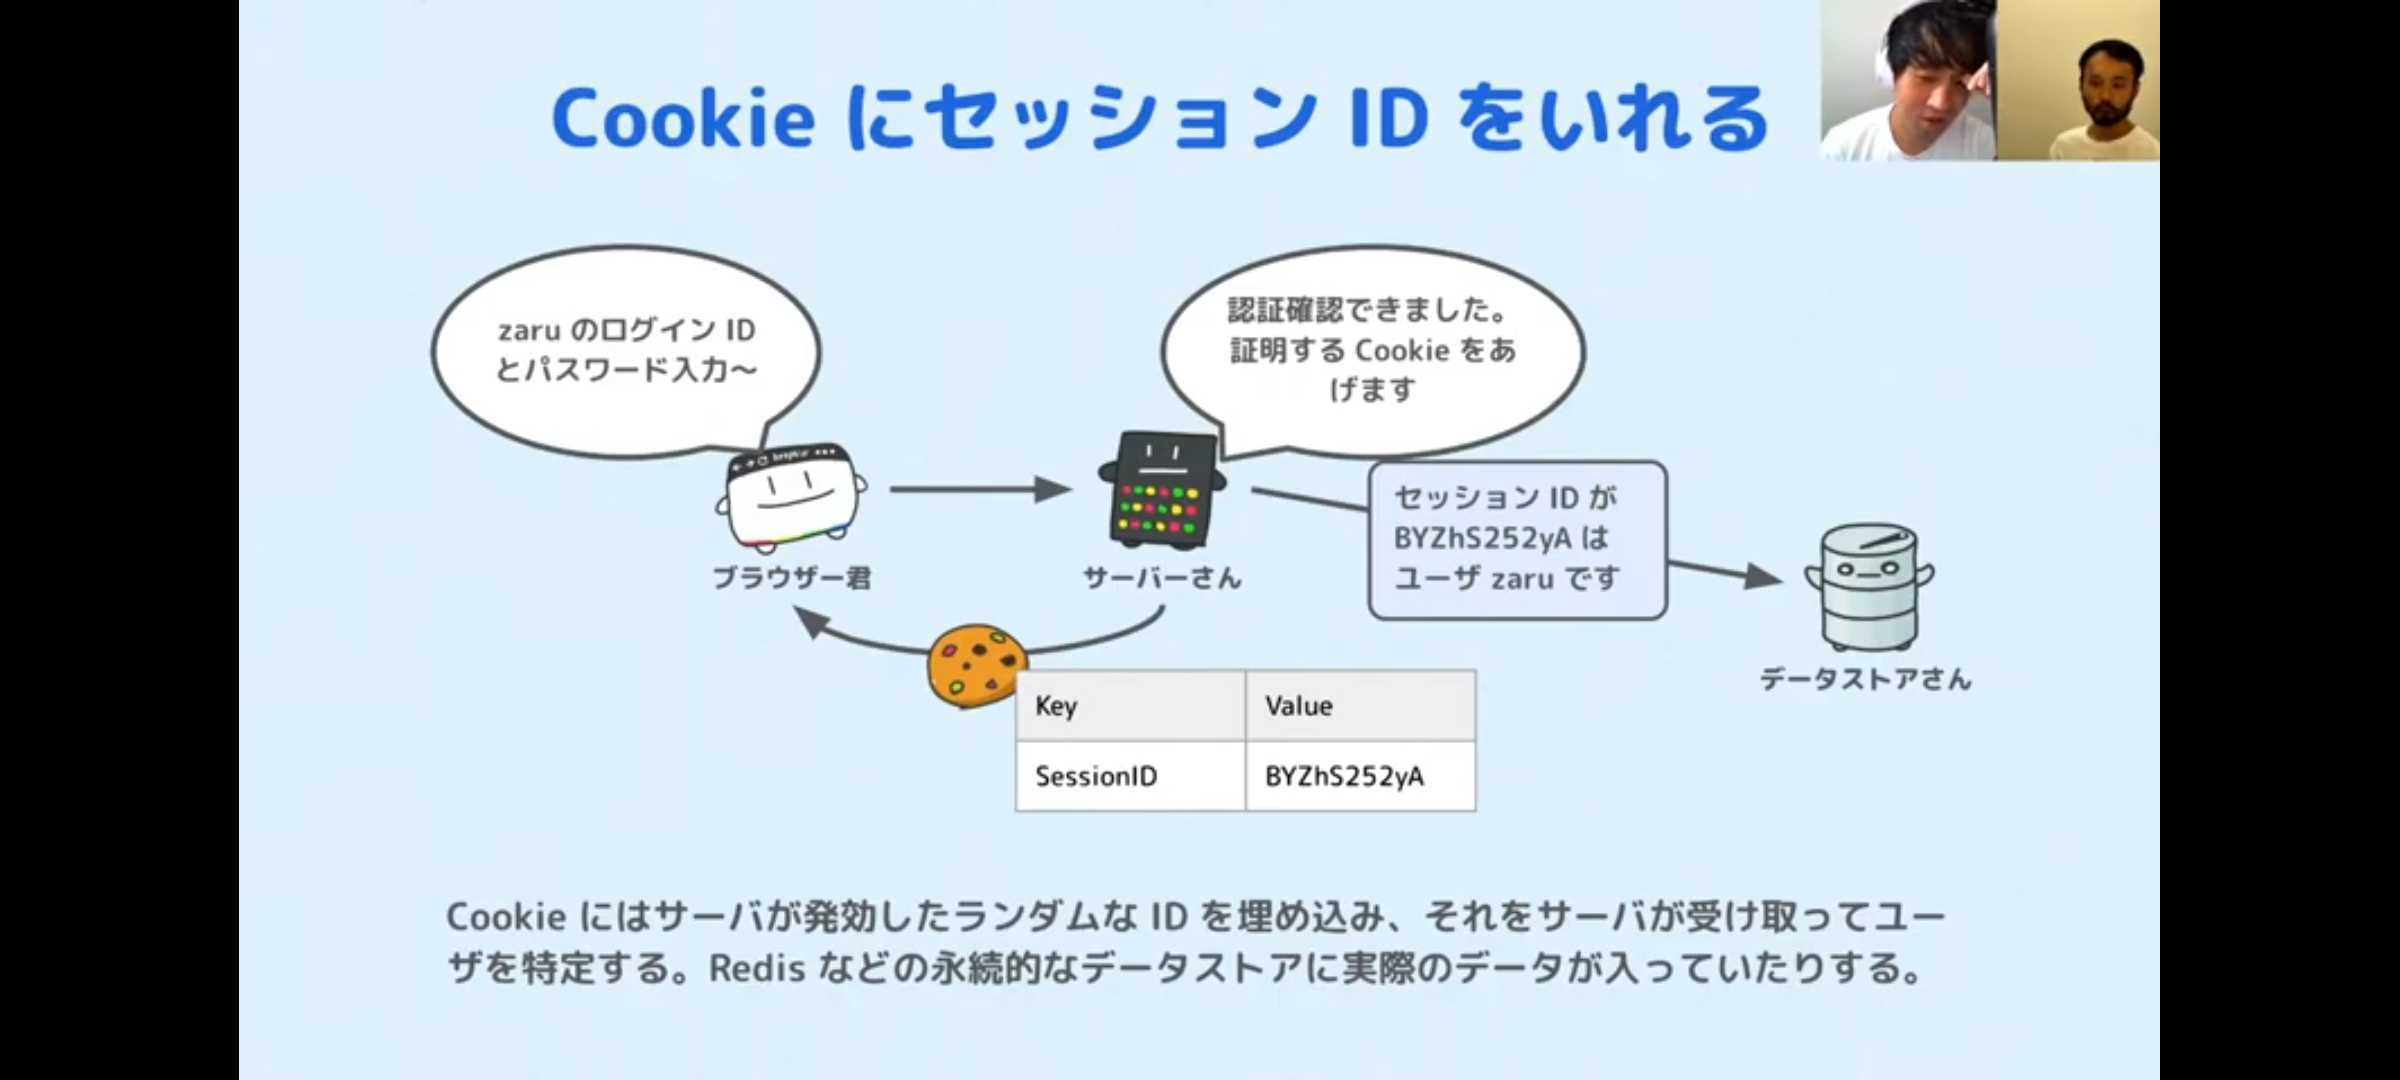 Cookie にセッション ID をいれる
zaru のログイン ID
とパスワード入力〜
認証確認できました。
証明する Cookie をあ
げます
セッション ID が
BYZhS252yA は
ユーザ zaru です
ブラウザー君
サーバーさん
データストアさん
Key Value
SessionID BYZhS252yA
Cookie にはサーバが発効したランダムな ID を埋め込み、それをサーバが受け取ってユー
ザを特定する。Redis などの永続的なデータストアに実際のデータが入っていたりする。